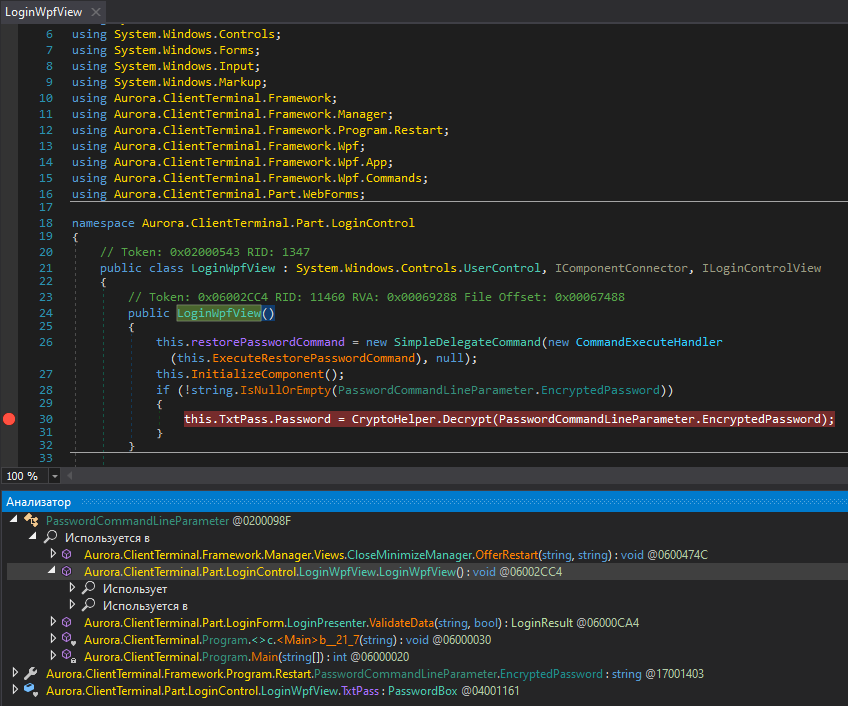 LoginWpfView
6 using System.Windows.Controls;
7 using System.Windows.Forms;
8 using System.Windows.Input;
9 using System.Windows.Markup;
10 using Aurora.ClientTerminal.Framework;
11 using Aurora.ClientTerminal.Framework.Manager;
12 using Aurora.ClientTerminal.Framework.Program.Restart;
13 using Aurora.ClientTerminal.Framework.Wpf;
14 using Aurora.ClientTerminal.Framework.Wpf.App;
15 using Aurora.ClientTerminal.Framework.Wpf.Commands;
16 using Aurora.ClientTerminal.Part.WebForms;
17
18 namespace Aurora.ClientTerminal.Part.LoginControl
19 {
20 // Token: 0x02000543 RID: 1347
21 public class LoginWpfView : System.Windows.Controls.UserControl, IComponentConnector, ILoginControlView
22 {
23 // Token: 0x06002CC4 RID: 11460 RVA: 0x00069288 File Offset: 0x00067488
24 public LoginWpfView()
25 {
26 this.restorePasswordCommand = new SimpleDelegateCommand(new CommandExecuteHandler
(this.ExecuteRestorePasswordCommand), null);
27 this.InitializeComponent();
28 if (!string.IsNullOrEmpty(PasswordCommandLineParameter.EncryptedPassword))
29 {
30 this.TxtPass.Password = CryptoHelper.Decrypt(PasswordCommandLineParameter.EncryptedPassword);
31 }
32 }
33
100 %
Анализатор
PasswordCommandLineParameter @0200098F
Используется в
Aurora.ClientTerminal.Framework.Manager.Views.CloseMinimizeManager.OfferRestart(string, string) : void @0600474C
Aurora.ClientTerminal.Part.LoginControl.LoginWpfView.LoginWpfView() : void @06002CC4
Использует
Используется в
Aurora.ClientTerminal.Part.LoginForm.LoginPresenter.ValidateData(string, bool) : LoginResult @06000CA4
Aurora.ClientTerminal.Program.<>c.<Main>b__21_7(string) : void @06000030
Aurora.ClientTerminal.Program.Main(string[]) : int @06000020
Aurora.ClientTerminal.Framework.Program.Restart.PasswordCommandLineParameter.EncryptedPassword : string @17001403
Aurora.ClientTerminal.Part.LoginControl.LoginWpfView.TxtPass : PasswordBox @04001161